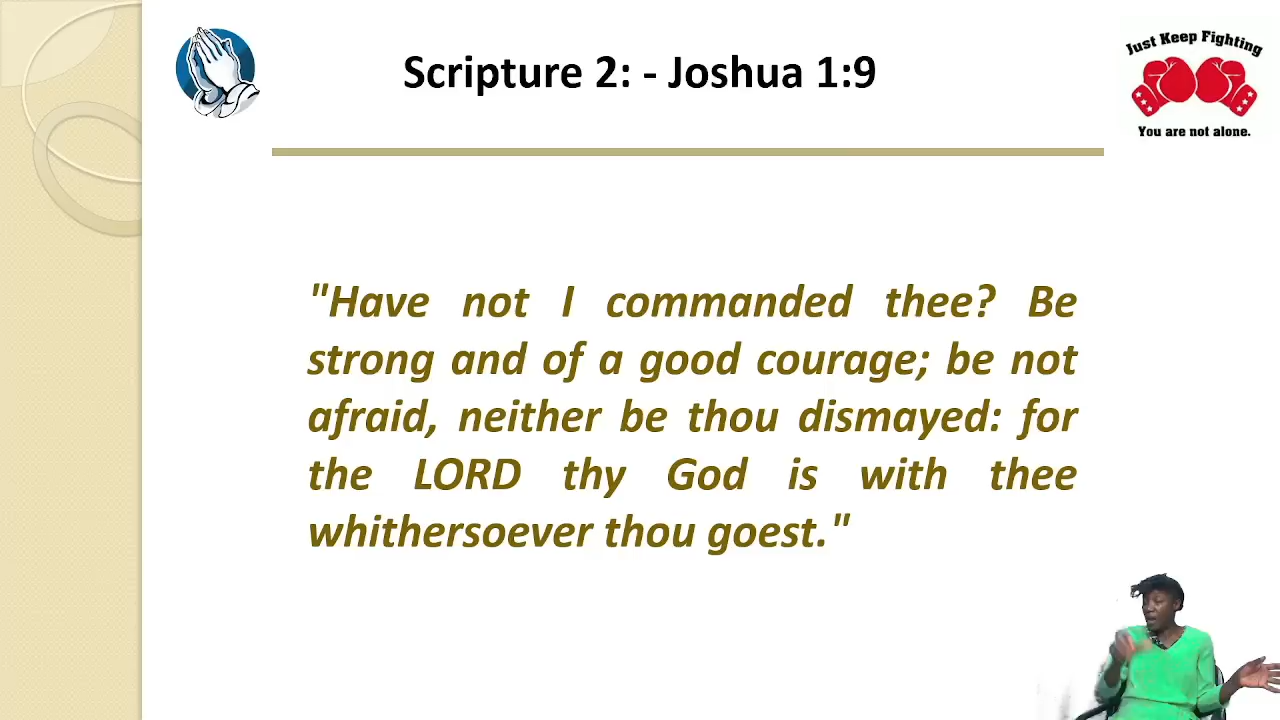 Scripture 2: - Joshua 1:9
Just Keep Fighting
You are not alone.
"Have not I commanded thee? Be
strong and of a good courage; be not
afraid, neither be thou dismayed: for
the LORD thy God is with thee
whithersoever thou goest."